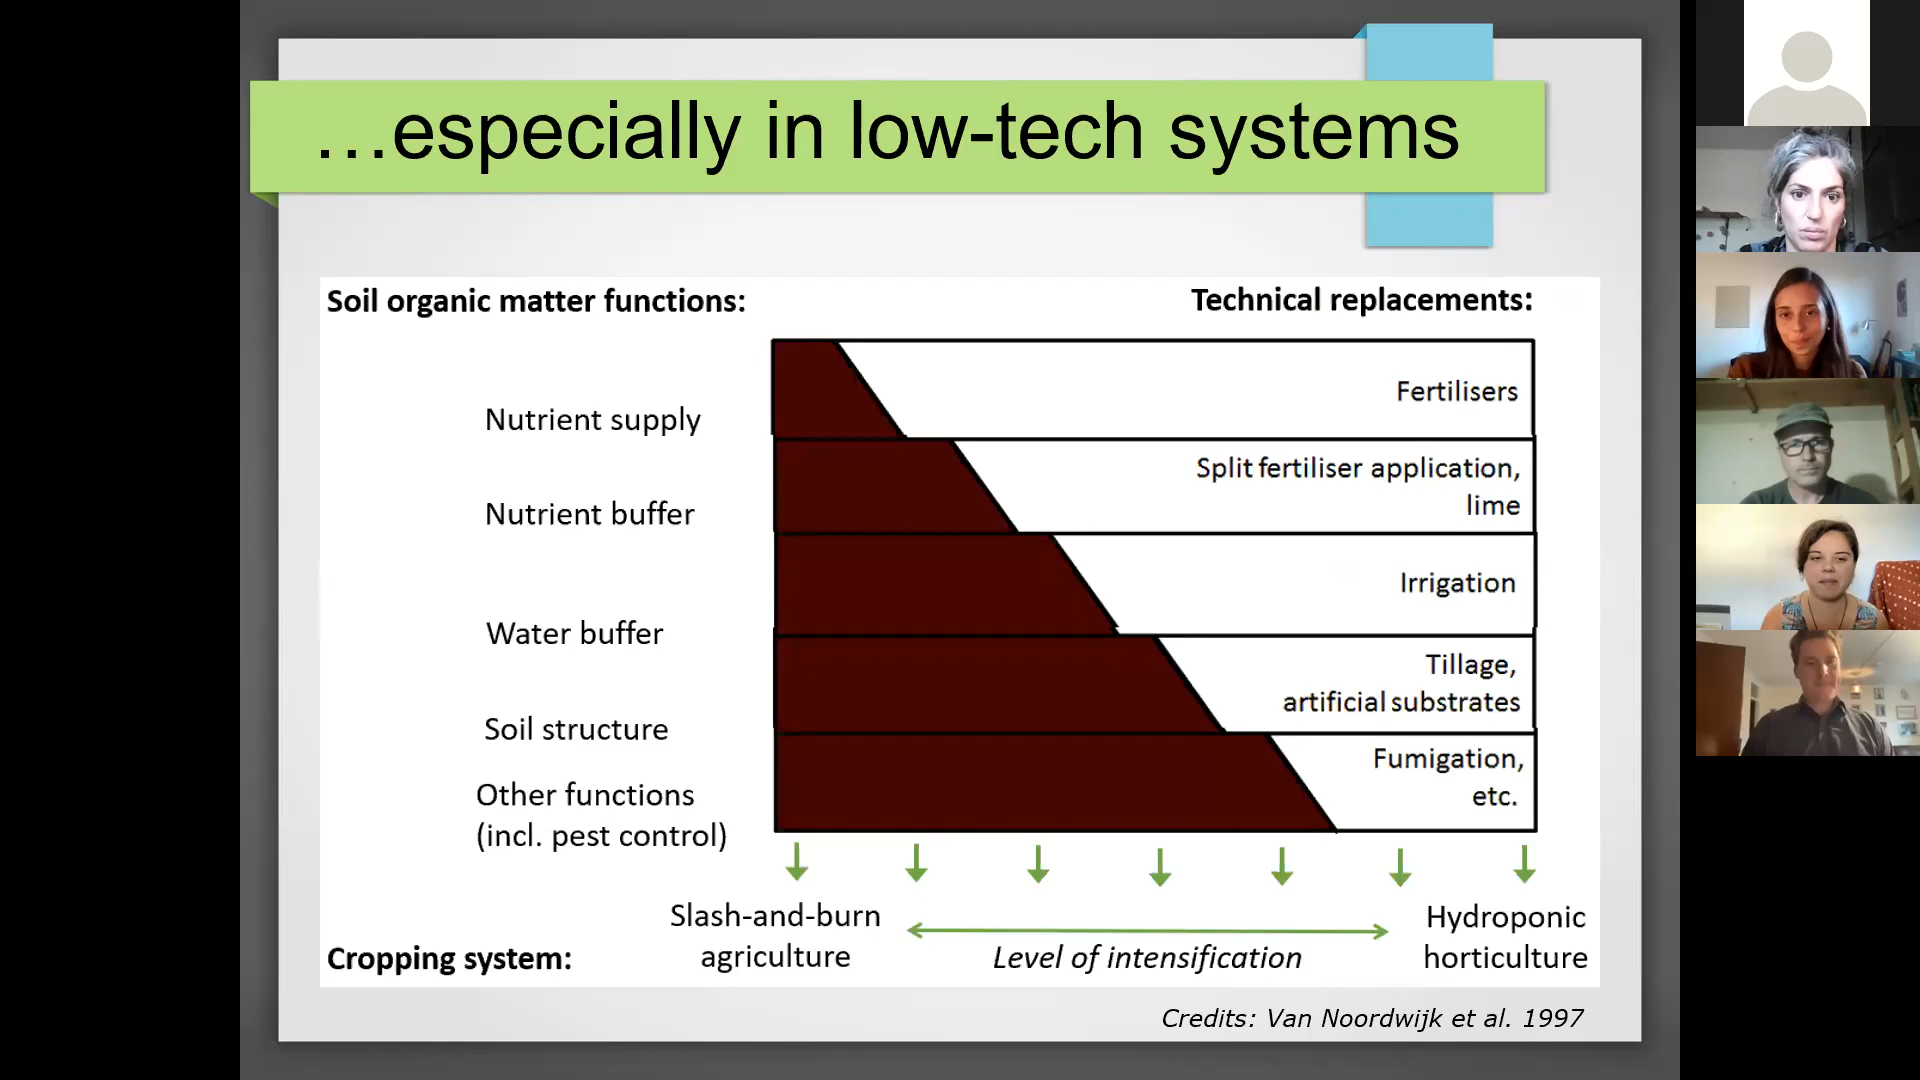 …especially in low-tech systems
Soil organic matter functions:
Technical replacements:
Nutrient supply
Fertilisers
Nutrient buffer
Split fertiliser application,
lime
Water buffer
Irrigation
Soil structure
Tillage,
artificial substrates
Other functions
(incl. pest control)
Fumigation,
etc.
Cropping system:
Slash-and-burn
agriculture
Level of intensification
Hydroponic
horticulture
Credits: Van Noordwijk et al. 1997